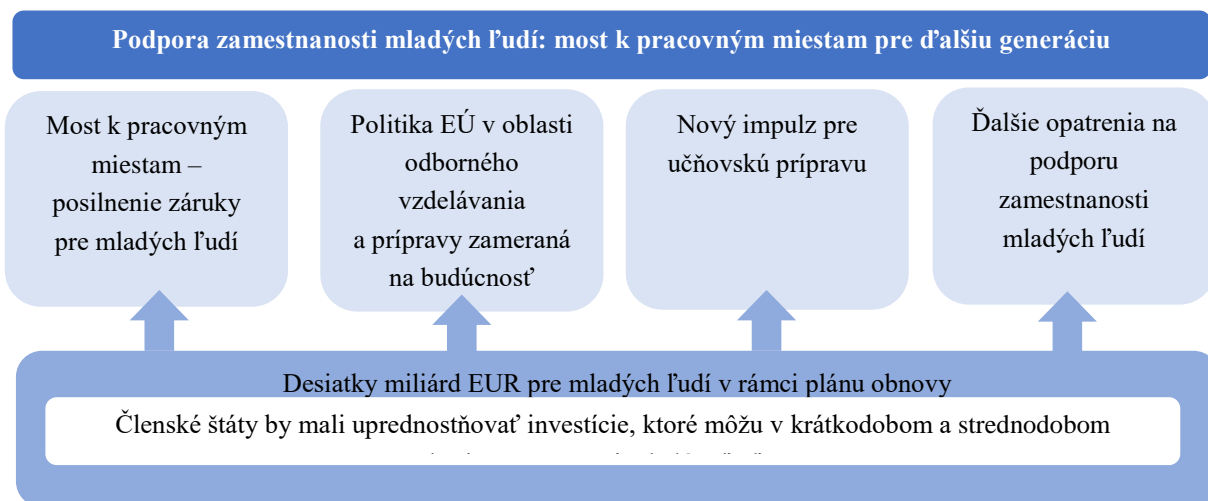 Podpora zamestnanosti mladých ľudí: most k pracovným miestam pre ďalšiu generáciu
Most k pracovným
miestam –
posilnenie záruky
pre mladých ľudí
Politika EÚ v oblasti
odborného
vzdelávania
a prípravy zameraná
na budúcnosť
Nový impulz pre
učňovskú prípravu
Ďalšie opatrenia na
podporu
zamestnanosti
mladých ľudí
Desiatky miliárd EUR pre mladých ľudí v rámci plánu obnovy
Členské štáty by mali uprednostňovať investície, ktoré môžu v krátkodobom a strednodobom